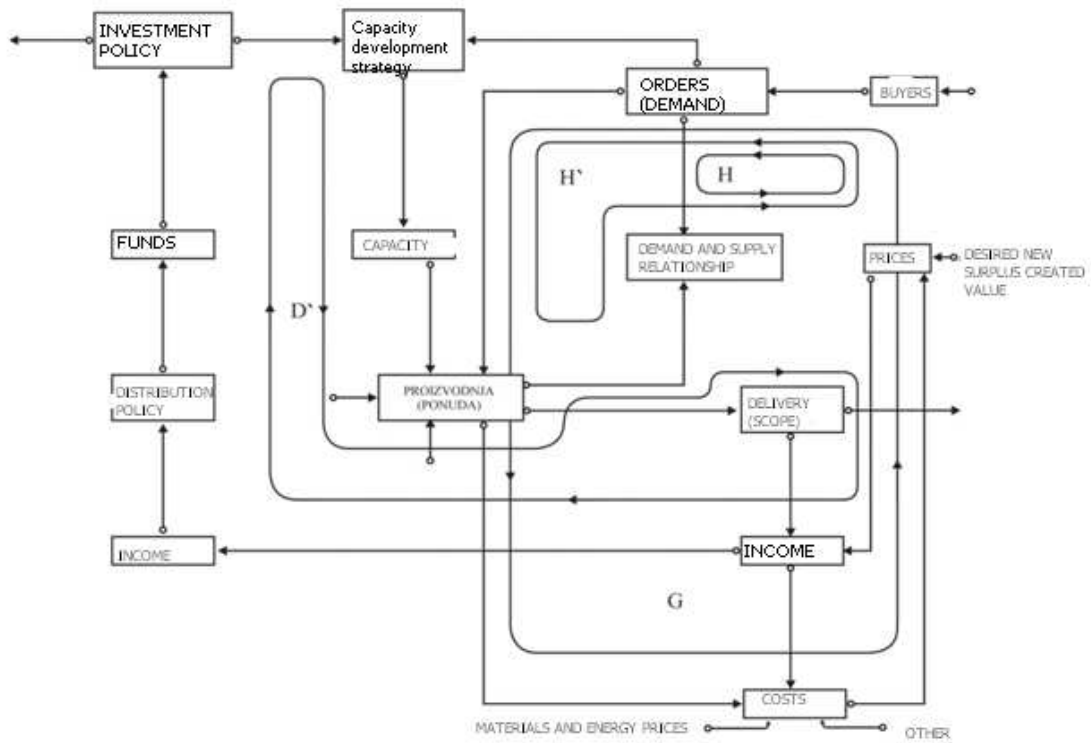 INVESTMENT
POLICY
Capacity
development
strategy
ORDERS
(DEMAND)
BUYERS
H`
H
FUNDS
CAPACITY
DEMAND AND SUPPLY
RELATIONSHIP
PRICES
DESIRED NEW
SURPLUS CREATED
VALUE
D`
DISTRIBUTION
POLICY
PROIZVODNJA
(PONUDA)
DELIVERY
(SCOPE)
INCOME
INCOME
G
COSTS
MATERIALS AND ENERGY PRICES
OTHER